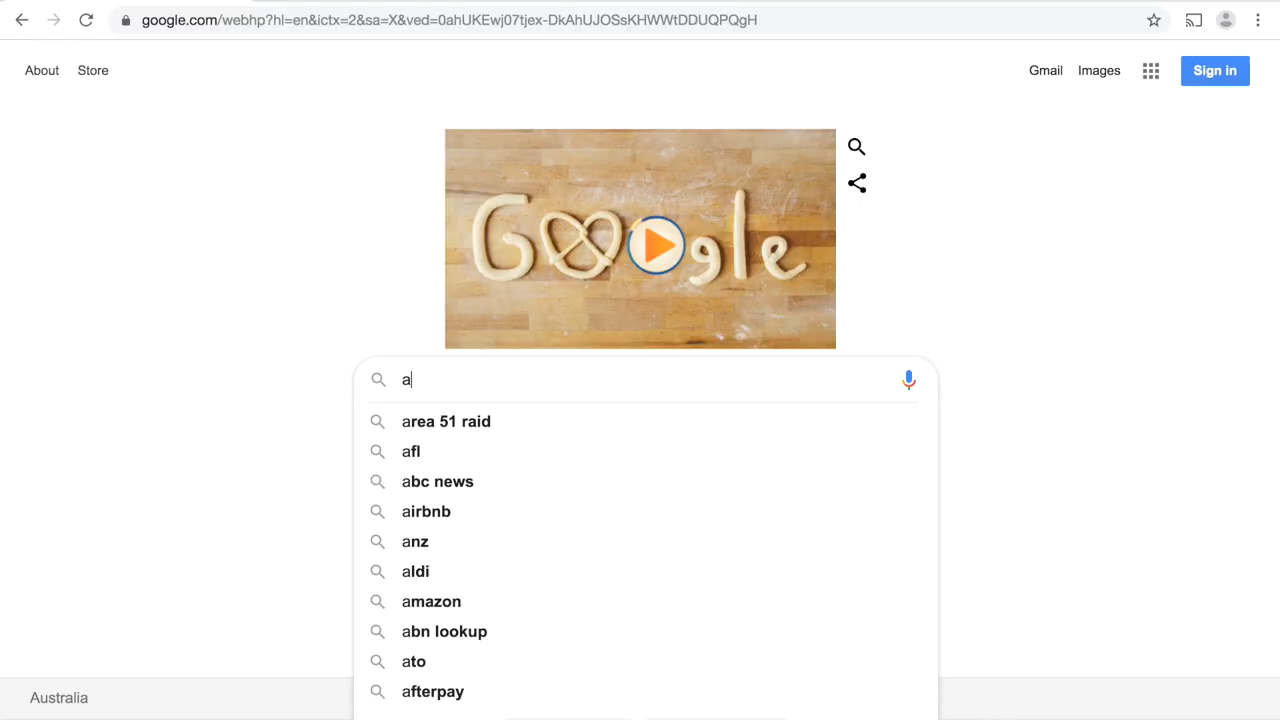 google.com/webhp?hl=en&ictx=2&sa=X&ved=0ahUKEwj07tjex-DkAhUJOSsKHWWtDDUQPQgH
About Store Gmail Images Sign in
Google
a
area 51 raid
afl
abc news
airbnb
anz
aldi
amazon
abn lookup
ato
afterpay
Australia